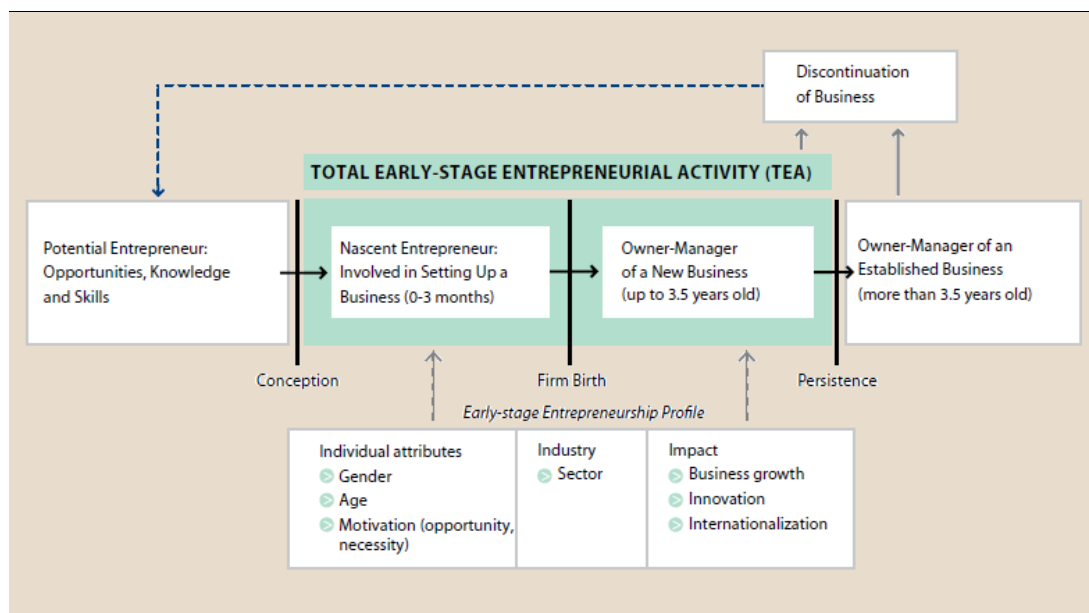 Discontinuation
of Business
TOTAL EARLY-STAGE ENTREPRENEURIAL ACTIVITY (TEA)
Potential Entrepreneur:
Opportunities, Knowledge
and Skills
Nascent Entrepreneur:
Involved in Setting Up a
Business (0-3 months)
Owner-Manager
of a New Business
(up to 3.5 years old)
Owner-Manager of an
Established Business
(more than 3.5 years old)
Conception
Firm Birth
Persistence
Early-stage Entrepreneurship Profile
Individual attributes
Gender
Age
Motivation (opportunity,
necessity)
Industry
Sector
Impact
Business growth
Innovation
Internationalization